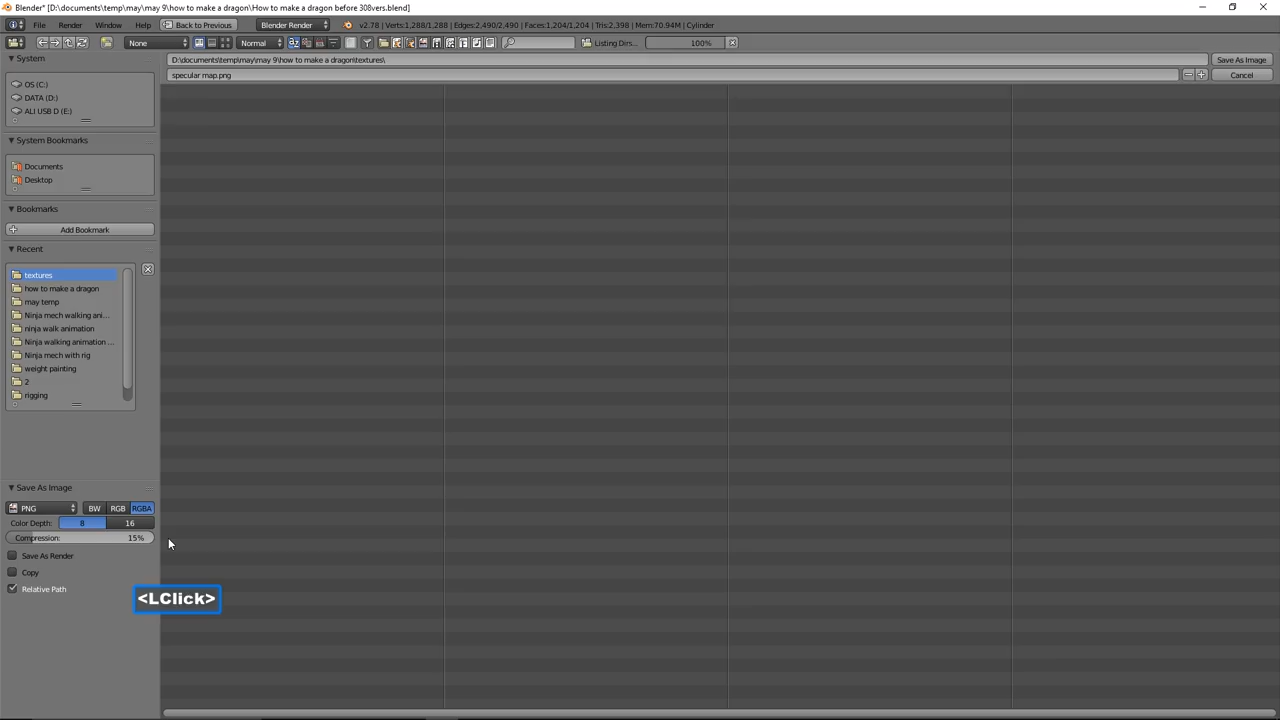 Blender* [D:\documents\temp\may\may 9\how to make a dragon\How to make a dragon before 308vers.blend]
File Render Window Help Back to Previous Blender Render v2.78 | Verts:1,288/1,288 | Edges:2,490/2,490 | Faces:1,204/1,204 | Tris:2,398 | Mem:70.94M | Cylinder
None Normal Listing Dirs... 100%
System
OS (C:)
DATA (D:)
ALI USB D (E:)
System Bookmarks
Documents
Desktop
Bookmarks
Add Bookmark
Recent
textures
how to make a dragon
may temp
Ninja mech walking ani...
ninja walk animation
Ninja walking animation ...
Ninja mech with rig
weight painting
2
rigging
Save As Image
PNG BW RGB RGBA
Color Depth: 8 16
Compression: 15%
Save As Render
Copy
Relative Path
D:\documents\temp\may\may 9\how to make a dragon\textures\ Save As Image
specular map.png Cancel
<LClick>